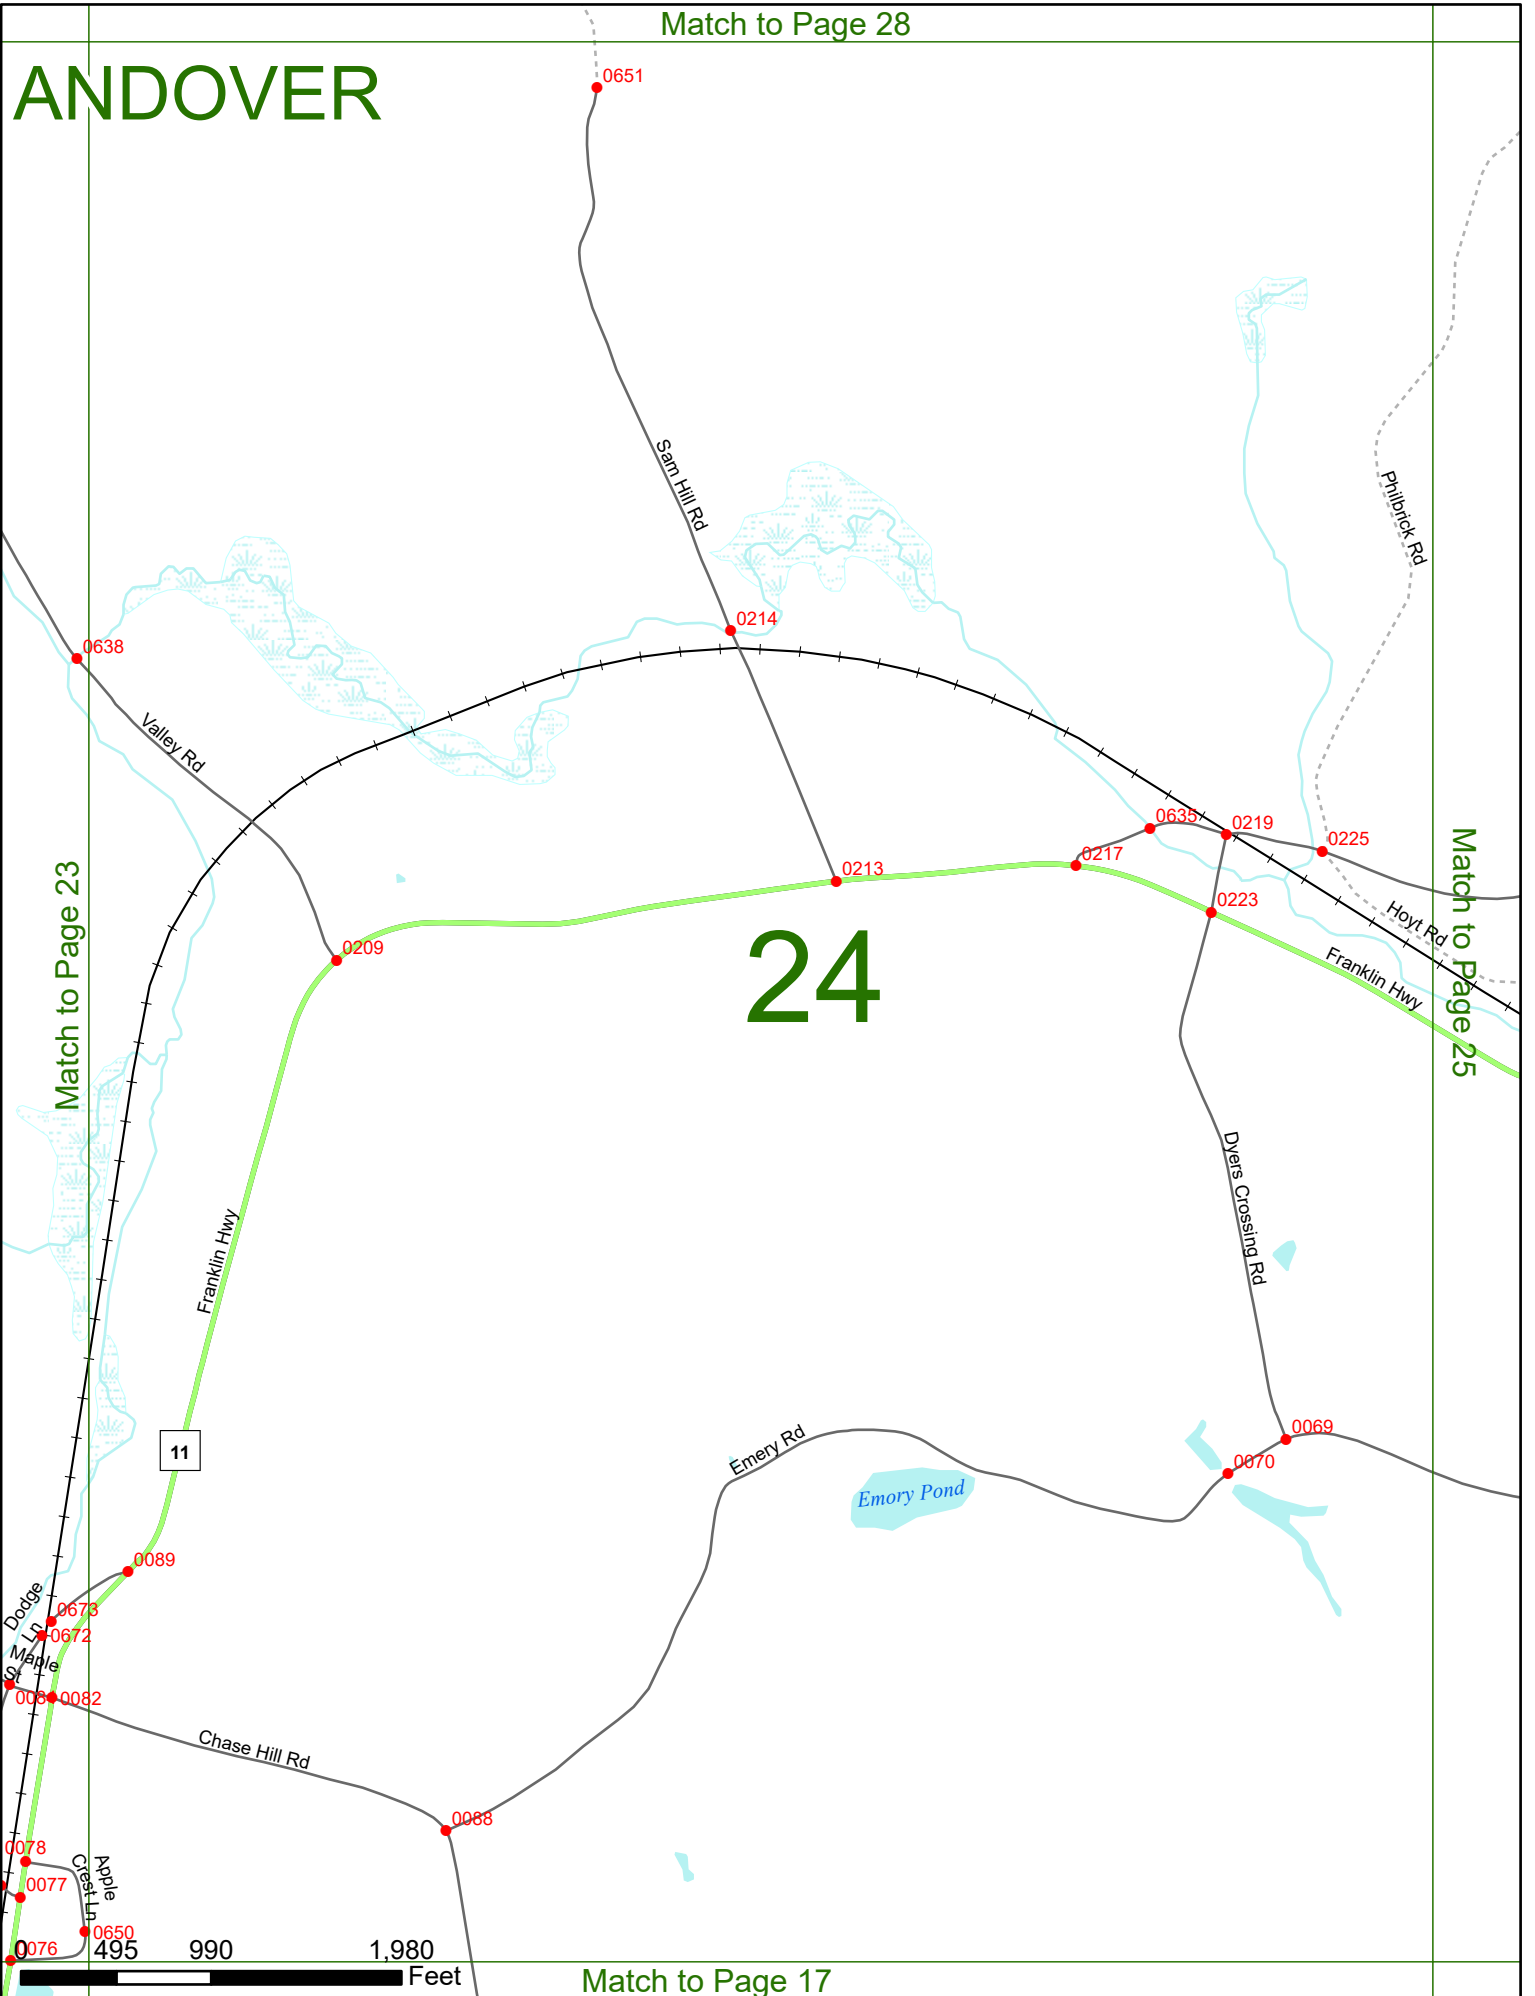 Match to Page 28
ANDOVER
0651
Sam Hill Rd
Philbrick Rd
0214
0638
Valley Rd
0635
0219
0225
0217
0213
0223
Match to Page 23
Match to Page 25
Hoyt Rd
0209
24
Franklin Hwy
Dyers Crossing Rd
Franklin Hwy
11
0069
Emery Rd
0070
Emory Pond
0089
Dodge
Ln
0673
0672
Maple
St
0082
Chase Hill Rd
0088
0078
Apple
Crest Ln
0077
0650
0076
0 495 990 1,980
Feet
Match to Page 17